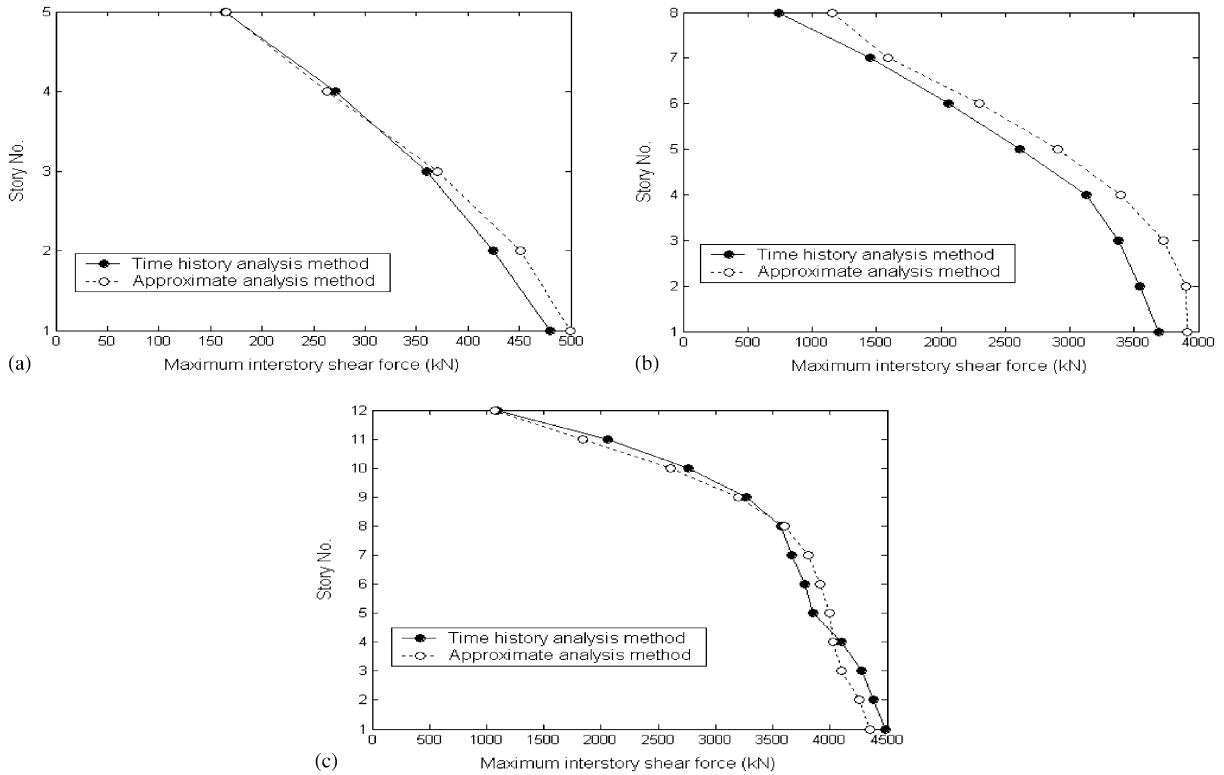 5
4
3
2
1
Story No.
Time history analysis method
Approximate analysis method
0 50 100 150 200 250 300 350 400 450 500
Maximum interstory shear force (kN)
(a)
8
7
6
5
4
3
2
1
Story No.
Time history analysis method
Approximate analysis method
0 500 1000 1500 2000 2500 3000 3500 4000
Maximum interstory shear force (kN)
(b)
12
11
10
9
8
7
6
5
4
3
2
1
Story No.
Time history analysis method
Approximate analysis method
0 500 1000 1500 2000 2500 3000 3500 4000 4500
Maximum interstory shear force (kN)
(c)